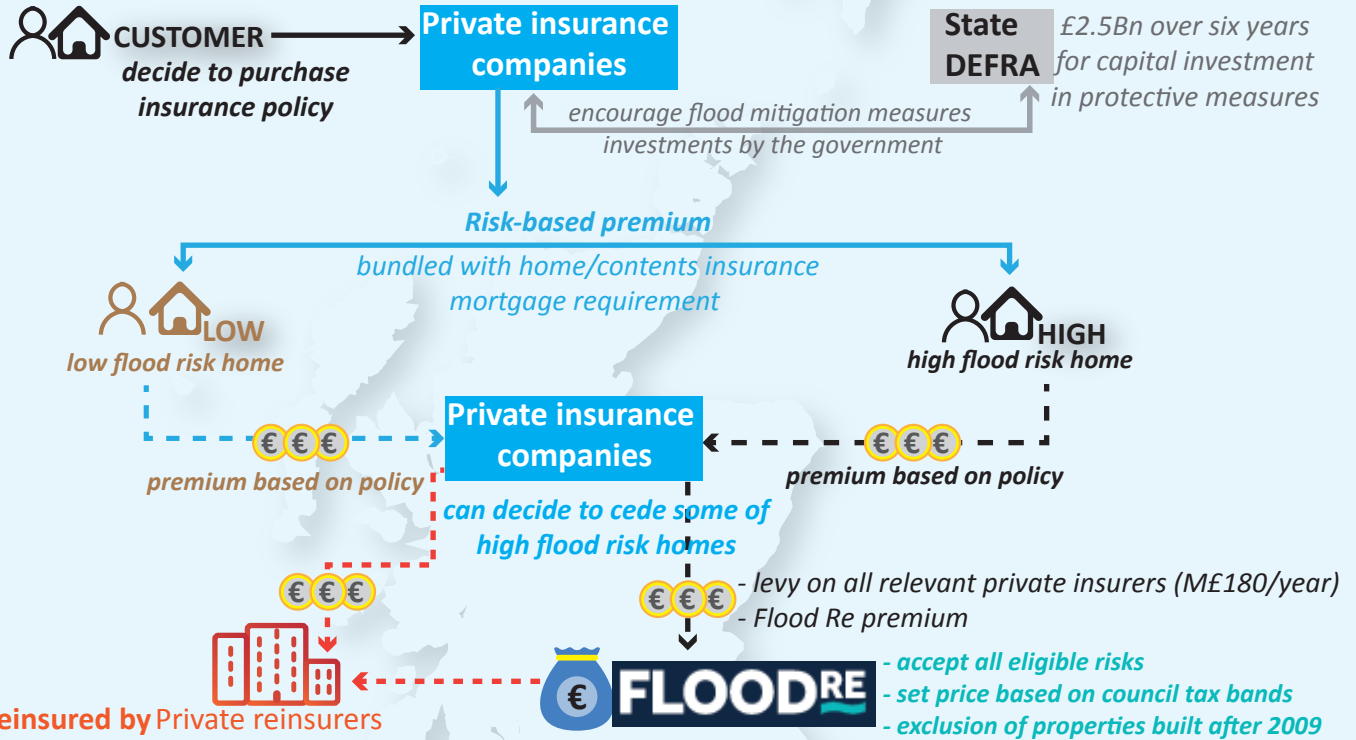 CUSTOMER
decide to purchase
insurance policy
Private insurance
companies
State
DEFRA
£2.5Bn over six years
for capital investment
in protective measures
encourage flood mitigation measures
investments by the government
Risk-based premium
bundled with home/contents insurance
mortgage requirement
LOW
low flood risk home
HIGH
high flood risk home
Private insurance
companies
€ € €
premium based on policy
€ € €
premium based on policy
can decide to cede some of
high flood risk homes
€ € €
€ € €
- levy on all relevant private insurers (M£180/year)
- Flood Re premium
einsured by Private reinsurers
€
FLOODRE
- accept all eligible risks
- set price based on council tax bands
- exclusion of properties built after 2009